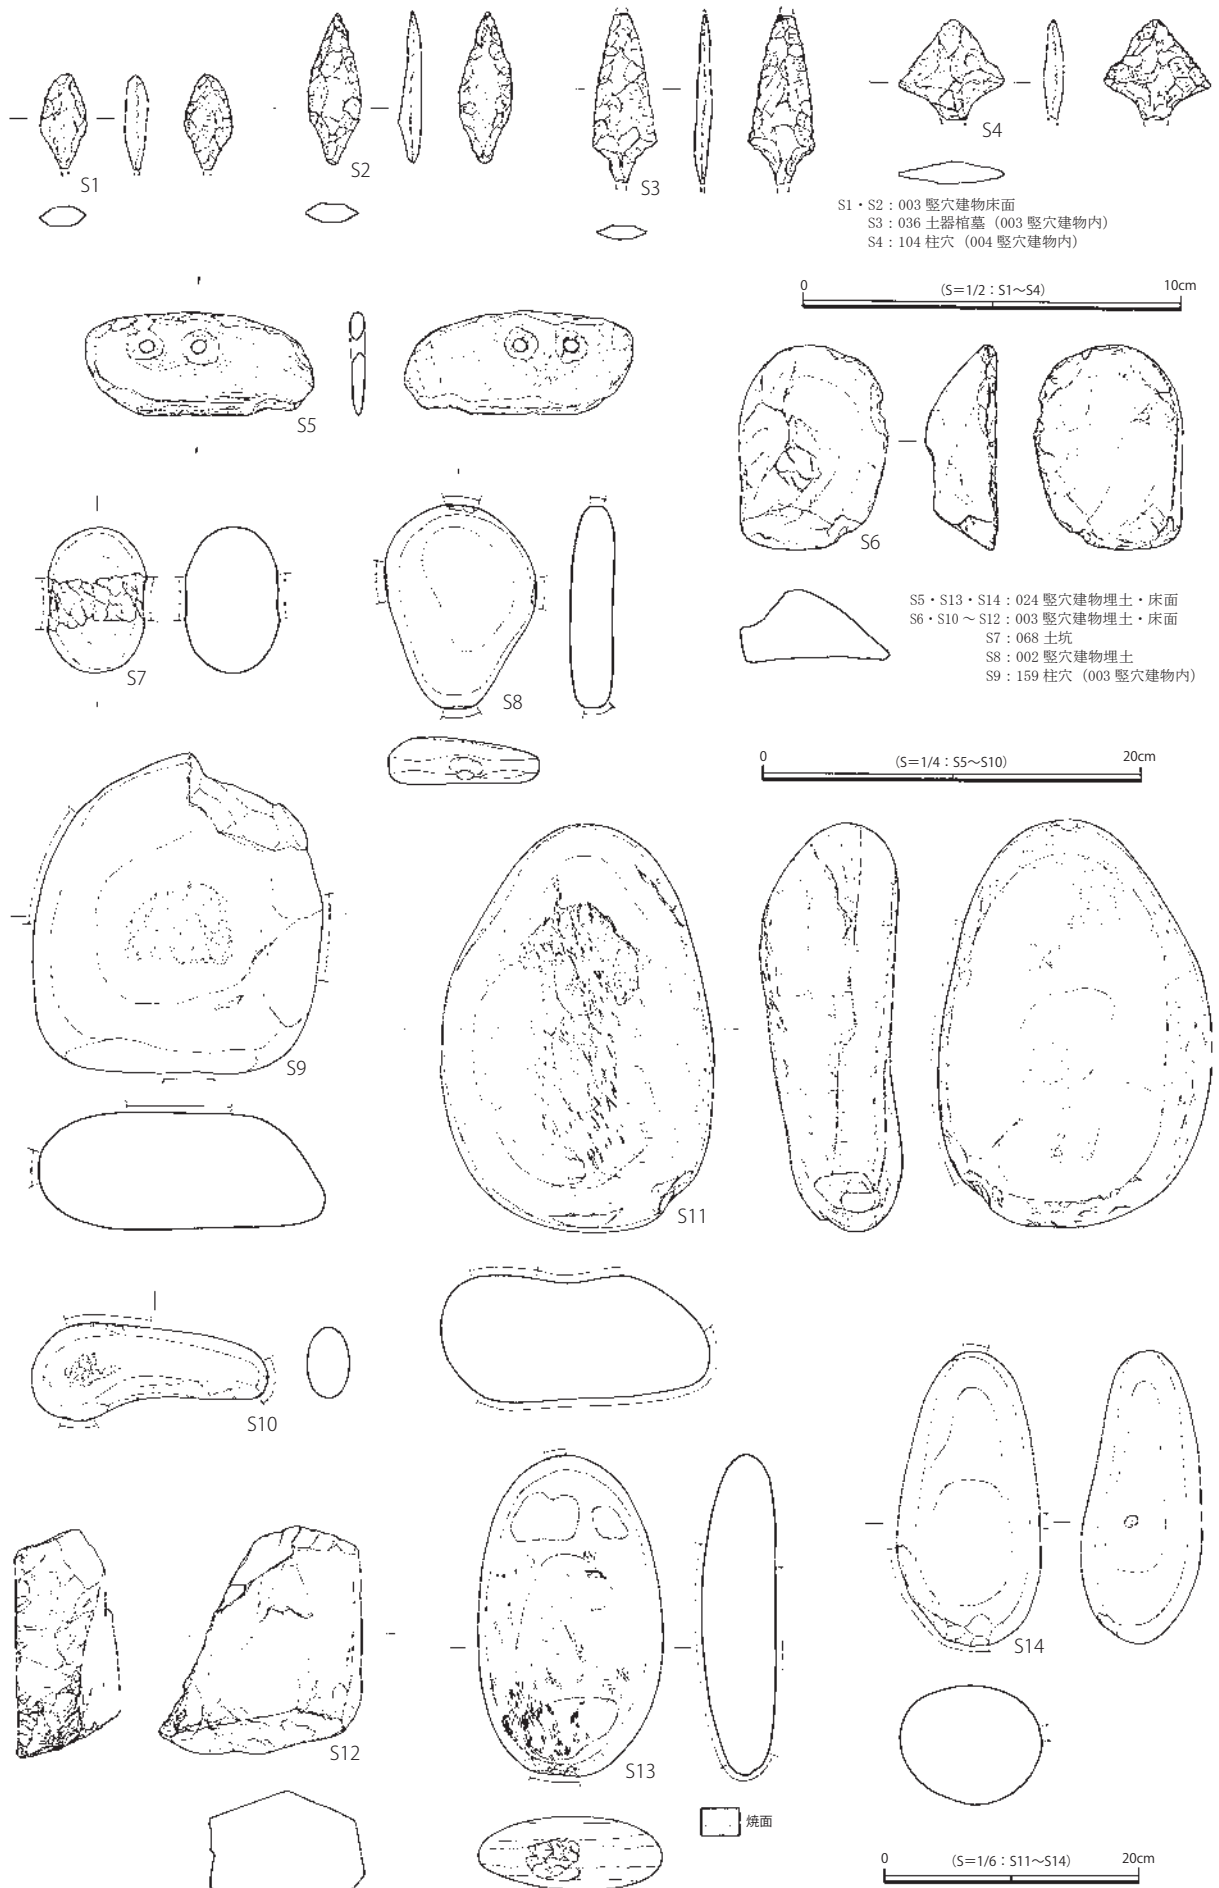 S1
S2
S3
S4
S1・S2：003 竪穴建物床面
S3：036 土器棺墓（003 竪穴建物内）
S4：104 柱穴（004 竪穴建物内）
0 （S＝1/2：S1〜S4） 10cm
S5
S6
S7
S8
S5・S13・S14：024 竪穴建物埋土・床面
S6・S10 〜 S12：003 竪穴建物埋土・床面
S7：068 土坑
S8：002 竪穴建物埋土
S9：159 柱穴（003 竪穴建物内）
0 （S＝1/4：S5〜S10） 20cm
S9
S11
S10
S14
S12
S13
焼面
0 （S＝1/6：S11〜S14） 20cm